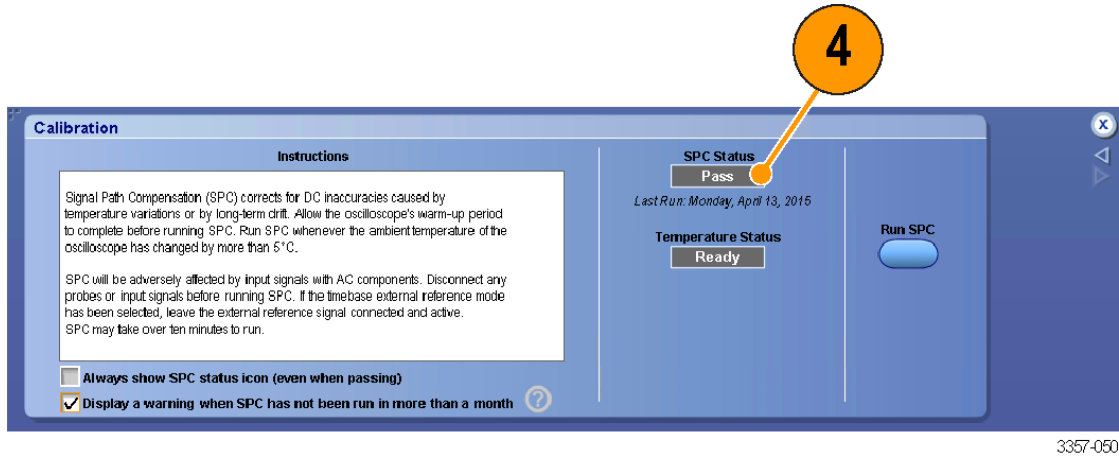 4
Calibration
Instructions
Signal Path Compensation (SPC) corrects for DC inaccuracies caused by
temperature variations or by long-term drift. Allow the oscilloscope's warm-up period
to complete before running SPC. Run SPC whenever the ambient temperature of the
oscilloscope has changed by more than 5°C.
SPC will be adversely affected by input signals with AC components. Disconnect any
probes or input signals before running SPC. If the timebase external reference mode
has been selected, leave the external reference signal connected and active.
SPC may take over ten minutes to run.
Always show SPC status icon (even when passing)
Display a warning when SPC has not been run in more than a month ?
SPC Status
Pass
Last Run: Monday, April 13, 2015
Temperature Status
Ready
Run SPC
X
3357-050